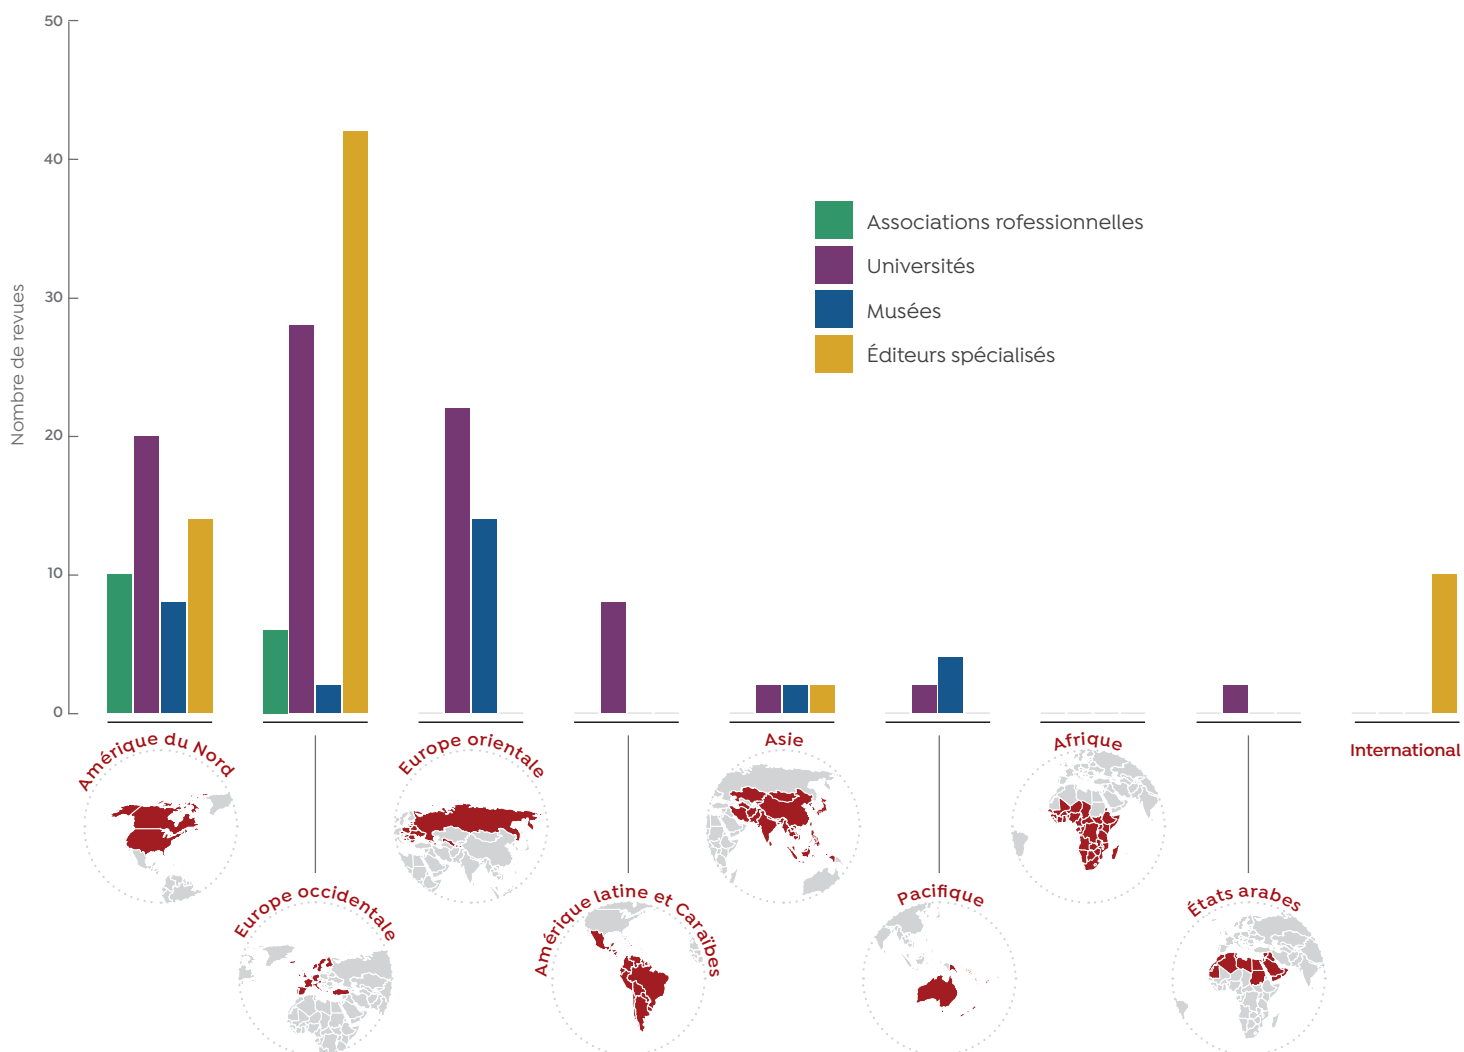 50
40
30
20
10
0
Nombre de revues
Associations rofessionnelles
Universités
Musées
Éditeurs spécialisés
Amérique du Nord
Europe occidentale
Europe orientale
Amérique latine et Caraïbes
Asie
Pacifique
Afrique
États arabes
International